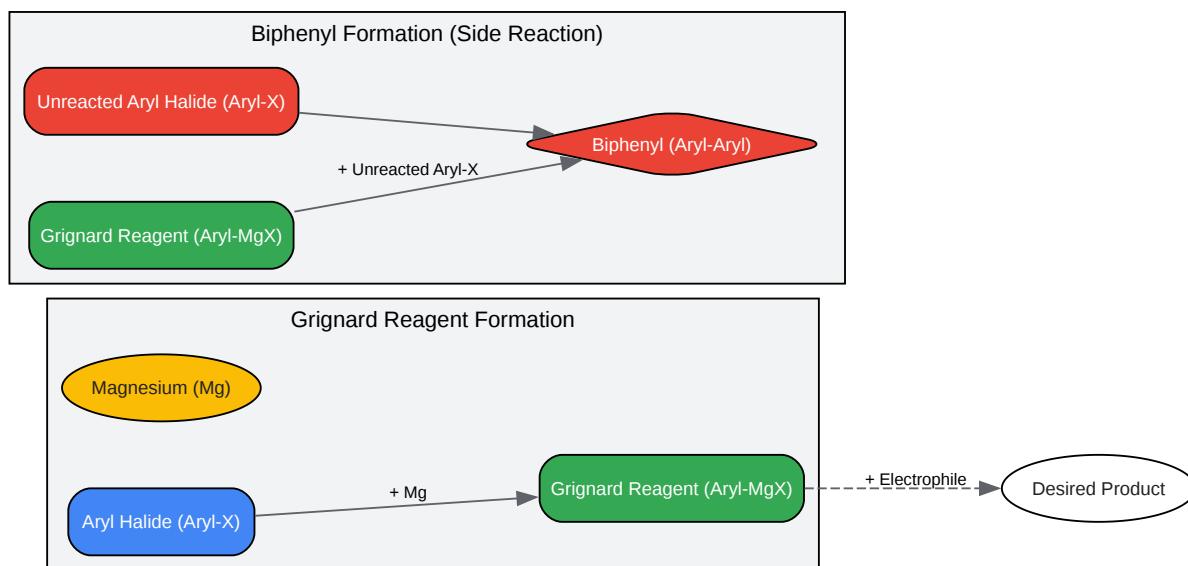 Biphenyl Formation (Side Reaction)
Unreacted Aryl Halide (Aryl-X)
Biphenyl (Aryl-Aryl)
+ Unreacted Aryl-X
Grignard Reagent (Aryl-MgX)
Grignard Reagent Formation
Magnesium (Mg)
Aryl Halide (Aryl-X)
+ Mg
Grignard Reagent (Aryl-MgX)
+ Electrophile
Desired Product